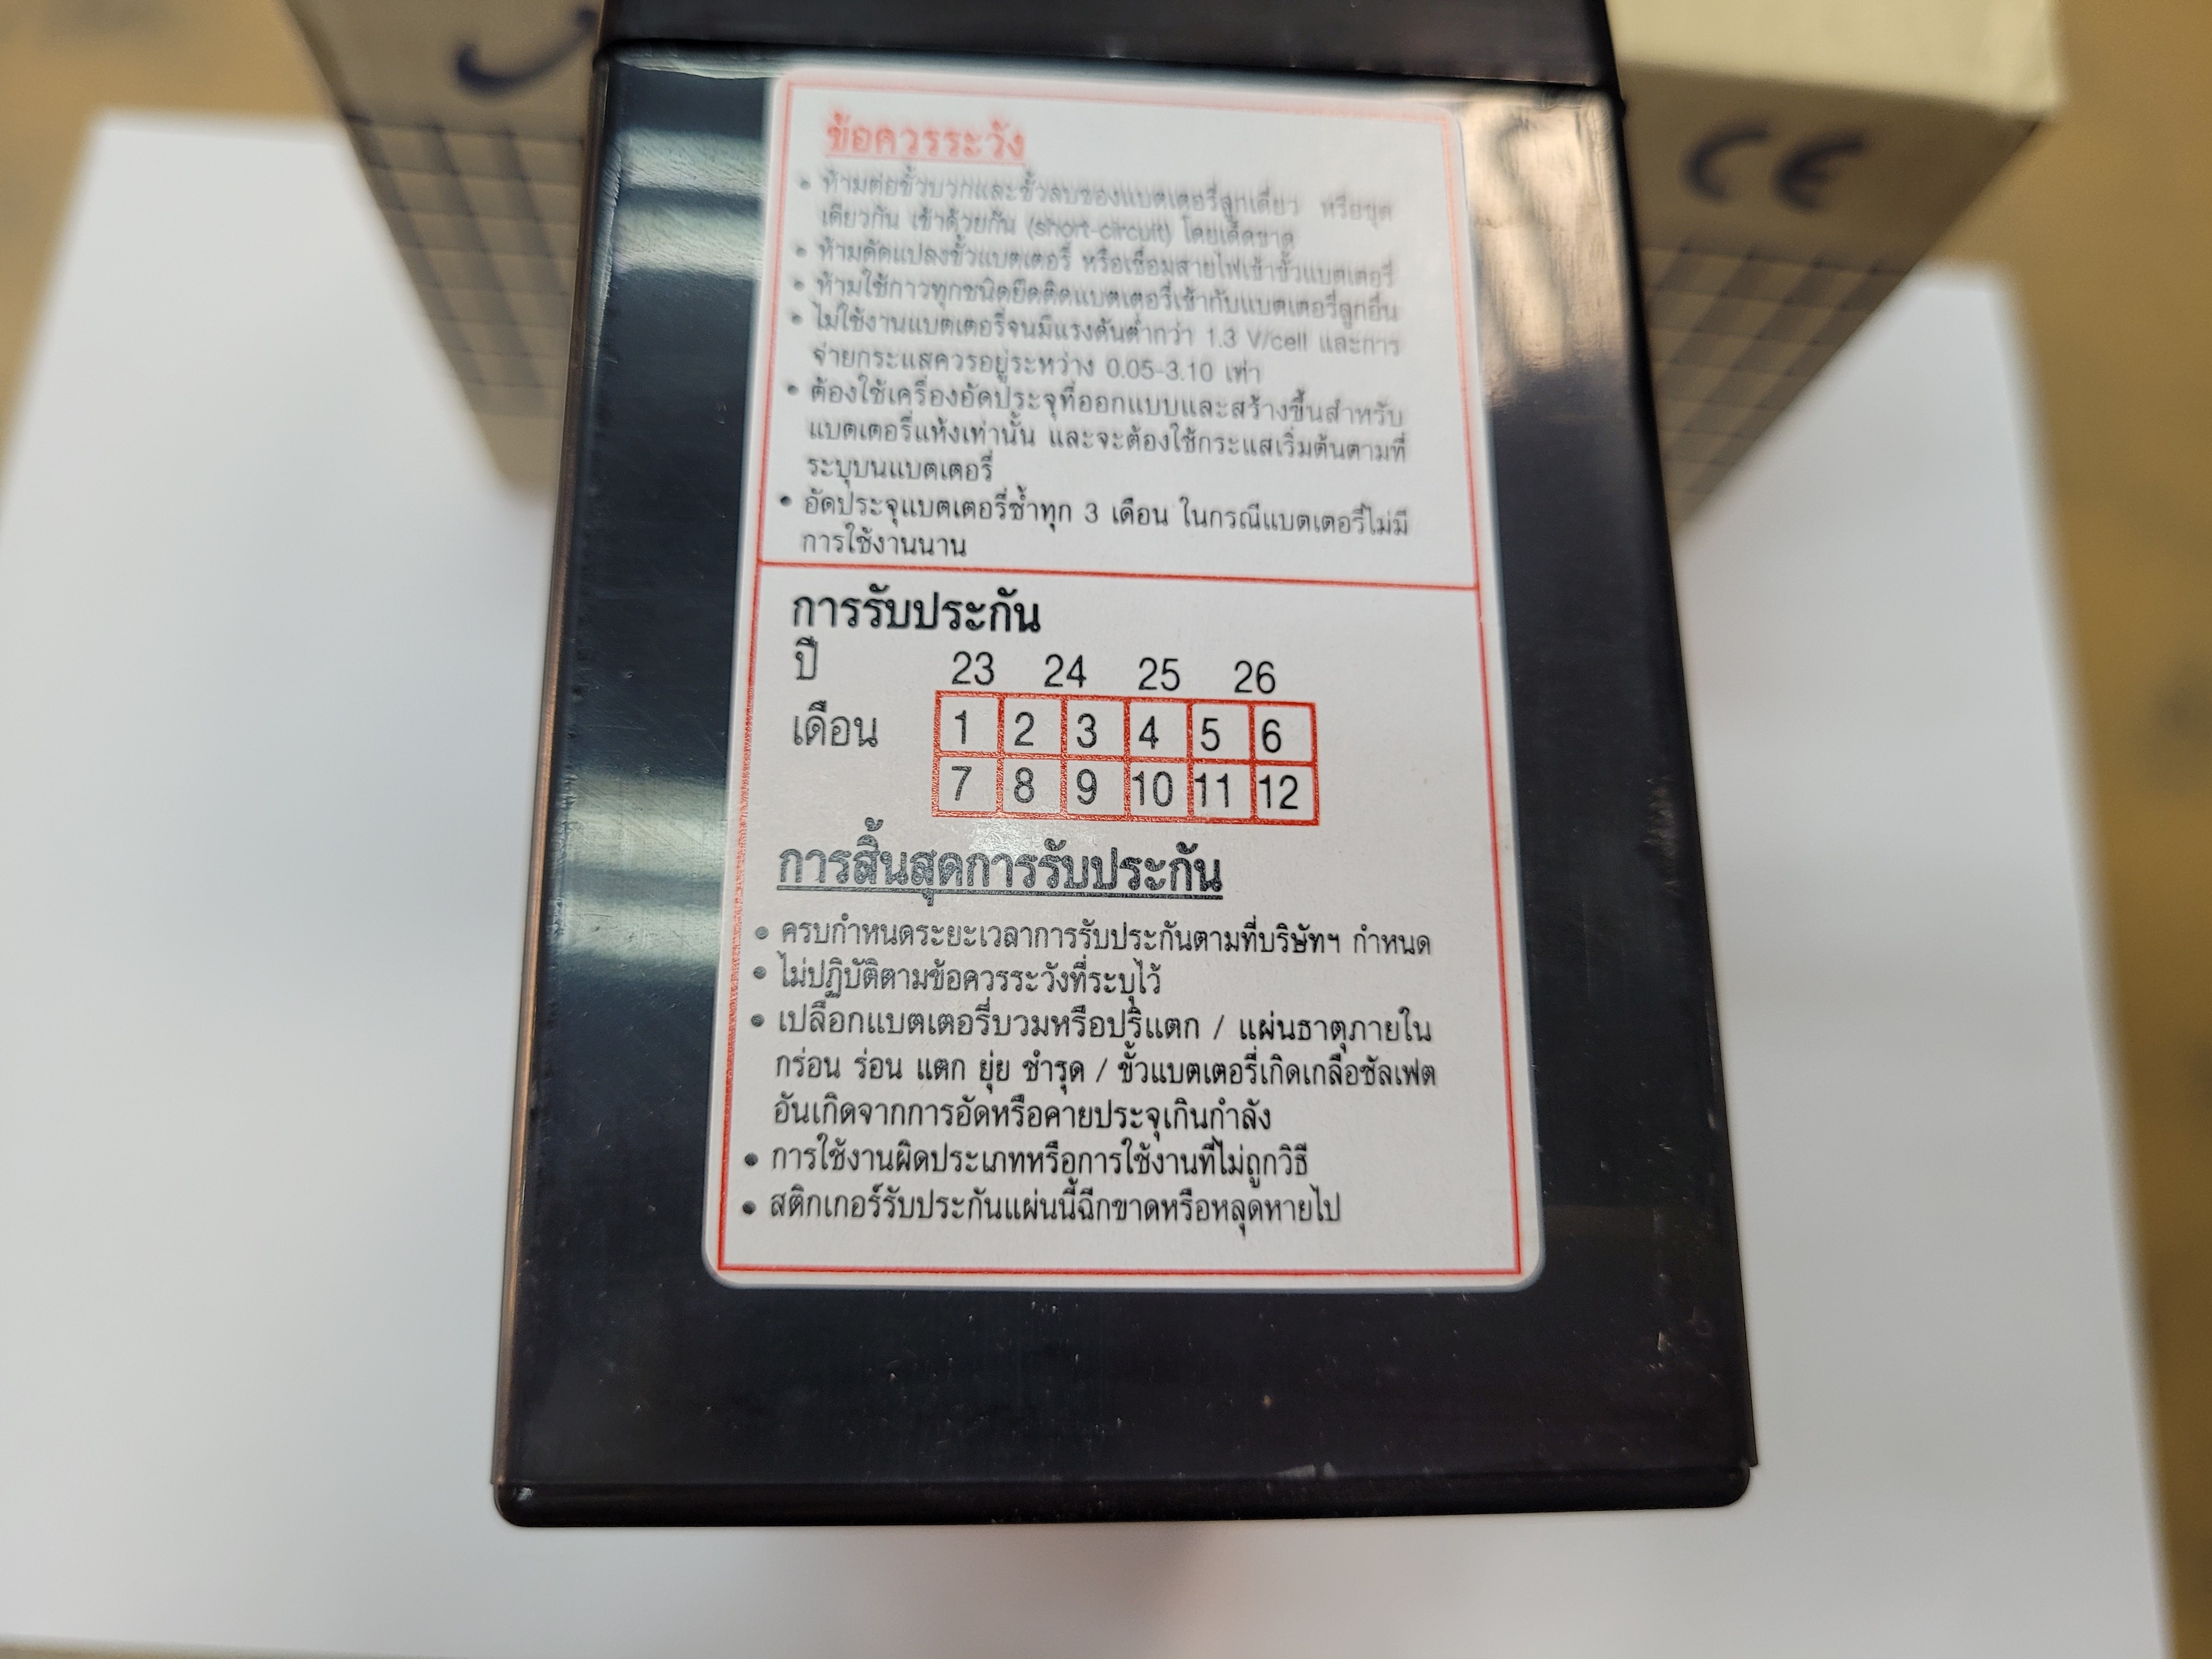 CE
ข้อควรระวัง
• ห้ามต่อขั้วบวกและขั้วลบของแบตเตอรี่ลูกเดี่ยว หรือชุด
เดียวกัน เข้าด้วยกัน (short-circuit) โดยเด็ดขาด
• ห้ามดัดแปลงขั้วแบตเตอรี่ หรือเชื่อมสายไฟเข้าขั้วแบตเตอรี่
• ห้ามใช้กาวทุกชนิดยึดติดแบตเตอรี่เข้ากับแบตเตอรี่ลูกอื่น
• ไม่ใช้งานแบตเตอรี่จนมีแรงดันต่ำกว่า 1.3 V/cell และการ
จ่ายกระแสควรอยู่ระหว่าง 0.05-3.10 เท่า
• ต้องใช้เครื่องอัดประจุที่ออกแบบและสร้างขึ้นสำหรับ
แบตเตอรี่แห้งเท่านั้น และจะต้องใช้กระแสเริ่มต้นตามที่
ระบุบนแบตเตอรี่
• อัดประจุแบตเตอรี่ซ้ำทุก 3 เดือน ในกรณีแบตเตอรี่ไม่มี
การใช้งานนาน
การรับประกัน
ปี 23 24 25 26
เดือน 1 2 3 4 5 6
7 8 9 10 11 12
การสิ้นสุดการรับประกัน
• ครบกำหนดระยะเวลาการรับประกันตามที่บริษัทฯ กำหนด
• ไม่ปฏิบัติตามข้อควรระวังที่ระบุไว้
• เปลือกแบตเตอรี่บวมหรือปริแตก / แผ่นธาตุภายใน
กร่อน ร่อน แตก ยุ่ย ชำรุด / ขั้วแบตเตอรี่เกิดเกลือซัลเฟต
อันเกิดจากการอัดหรือคายประจุเกินกำลัง
• การใช้งานผิดประเภทหรือการใช้งานที่ไม่ถูกวิธี
• สติกเกอร์รับประกันแผ่นนี้ฉีกขาดหรือหลุดหายไป